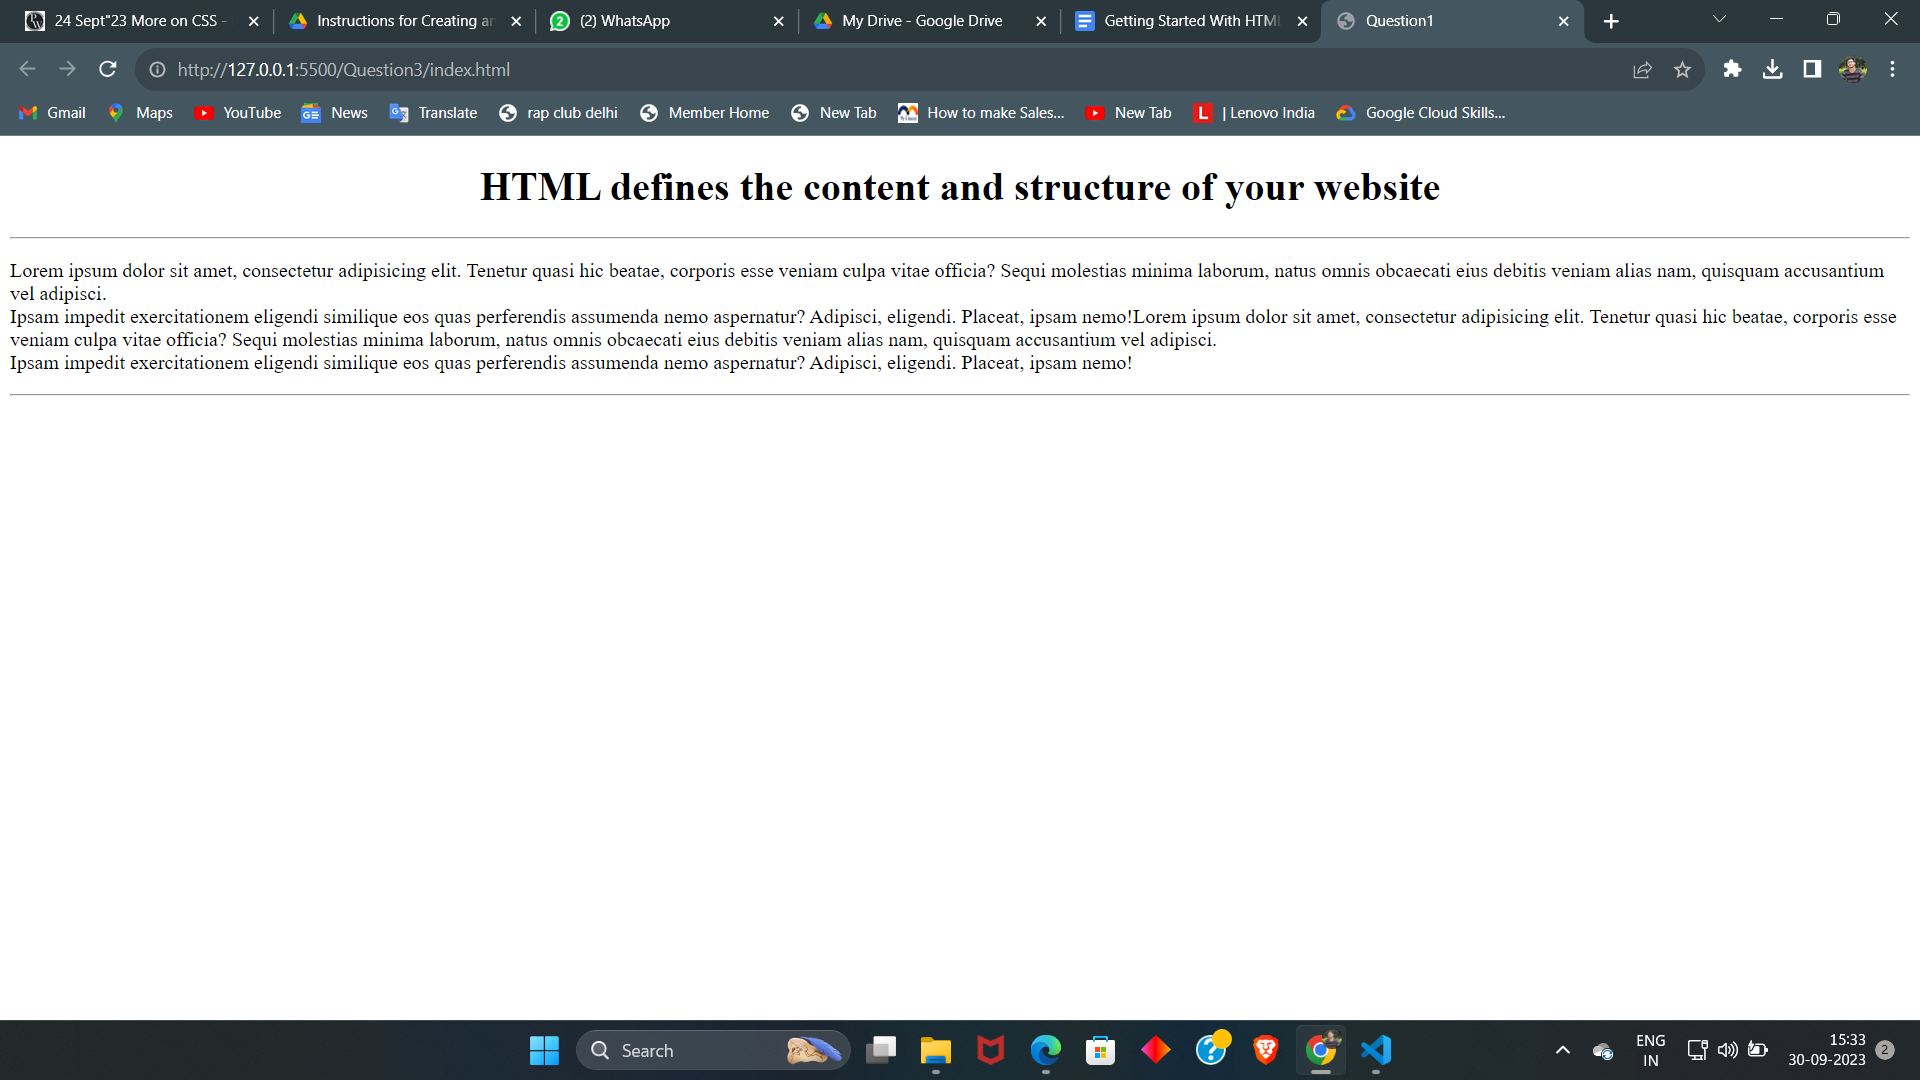 24 Sept"23 More on CSS -
Instructions for Creating an
(2) WhatsApp
My Drive - Google Drive
Getting Started With HTML
Question1
http://127.0.0.1:5500/Question3/index.html
Gmail
Maps
YouTube
News
Translate
rap club delhi
Member Home
New Tab
How to make Sales...
New Tab
L | Lenovo India
Google Cloud Skills...
HTML defines the content and structure of your website
Lorem ipsum dolor sit amet, consectetur adipisicing elit. Tenetur quasi hic beatae, corporis esse veniam culpa vitae officia? Sequi molestias minima laborum, natus omnis obcaecati eius debitis veniam alias nam, quisquam accusantium
vel adipisci.
Ipsam impedit exercitationem eligendi similique eos quas perferendis assumenda nemo aspernatur? Adipisci, eligendi. Placeat, ipsam nemo!Lorem ipsum dolor sit amet, consectetur adipisicing elit. Tenetur quasi hic beatae, corporis esse
veniam culpa vitae officia? Sequi molestias minima laborum, natus omnis obcaecati eius debitis veniam alias nam, quisquam accusantium vel adipisci.
Ipsam impedit exercitationem eligendi similique eos quas perferendis assumenda nemo aspernatur? Adipisci, eligendi. Placeat, ipsam nemo!
Search
ENG
IN
15:33
30-09-2023
2